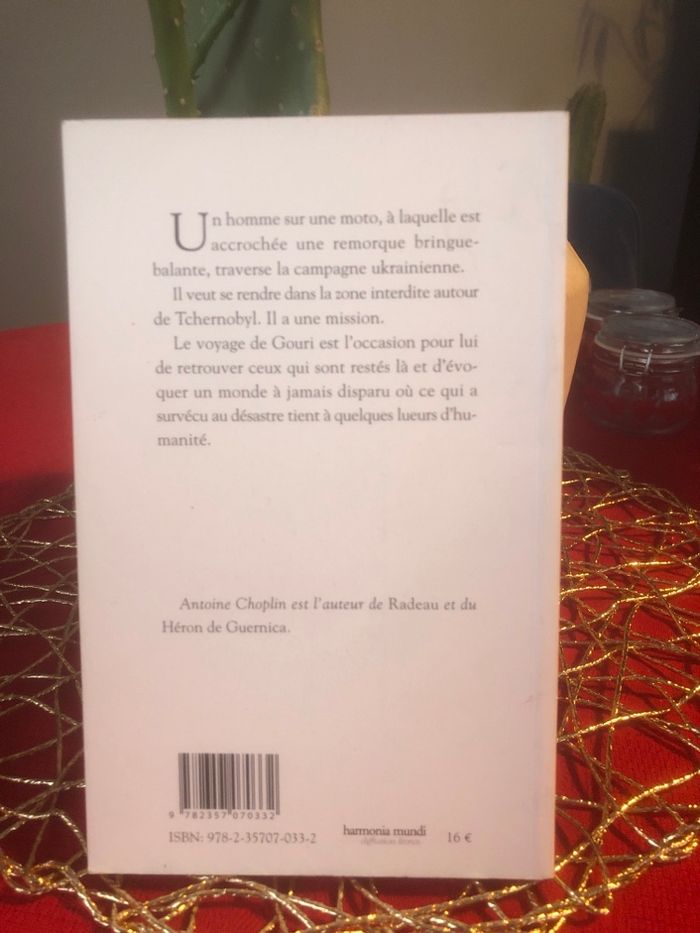 Un homme sur une moto, à laquelle est
accrochée une remorque bringue-
balante, traverse la campagne ukrainienne.
Il veut se rendre dans la zone interdite autour
de Tchernobyl. Il a une mission.
Le voyage de Gouri est l'occasion pour lui
de retrouver ceux qui sont restés là et d'évo-
quer un monde à jamais disparu où ce qui a
survécu au désastre tient à quelques lueurs d'hu-
manité.
Antoine Choplin est l'auteur de Radeau et du
Héron de Guernica.
9 782357 070332
ISBN: 978-2-35707-033-2
harmonia mundi
diffusion livres
16 €